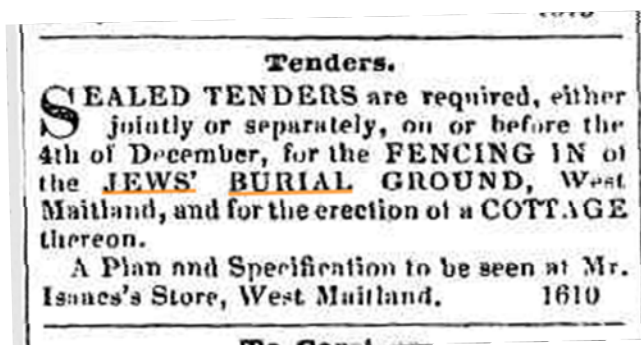 Tenders.
SEALED TENDERS are required, either
jointly or separately, on or before the
4th of December, for the FENCING IN of
the JEWS' BURIAL GROUND, West
Maitland, and for the erection of a COTTAGE
thereon.
A Plan and Specification to be seen at Mr.
Isaacs's Store, West Maitland. 1610